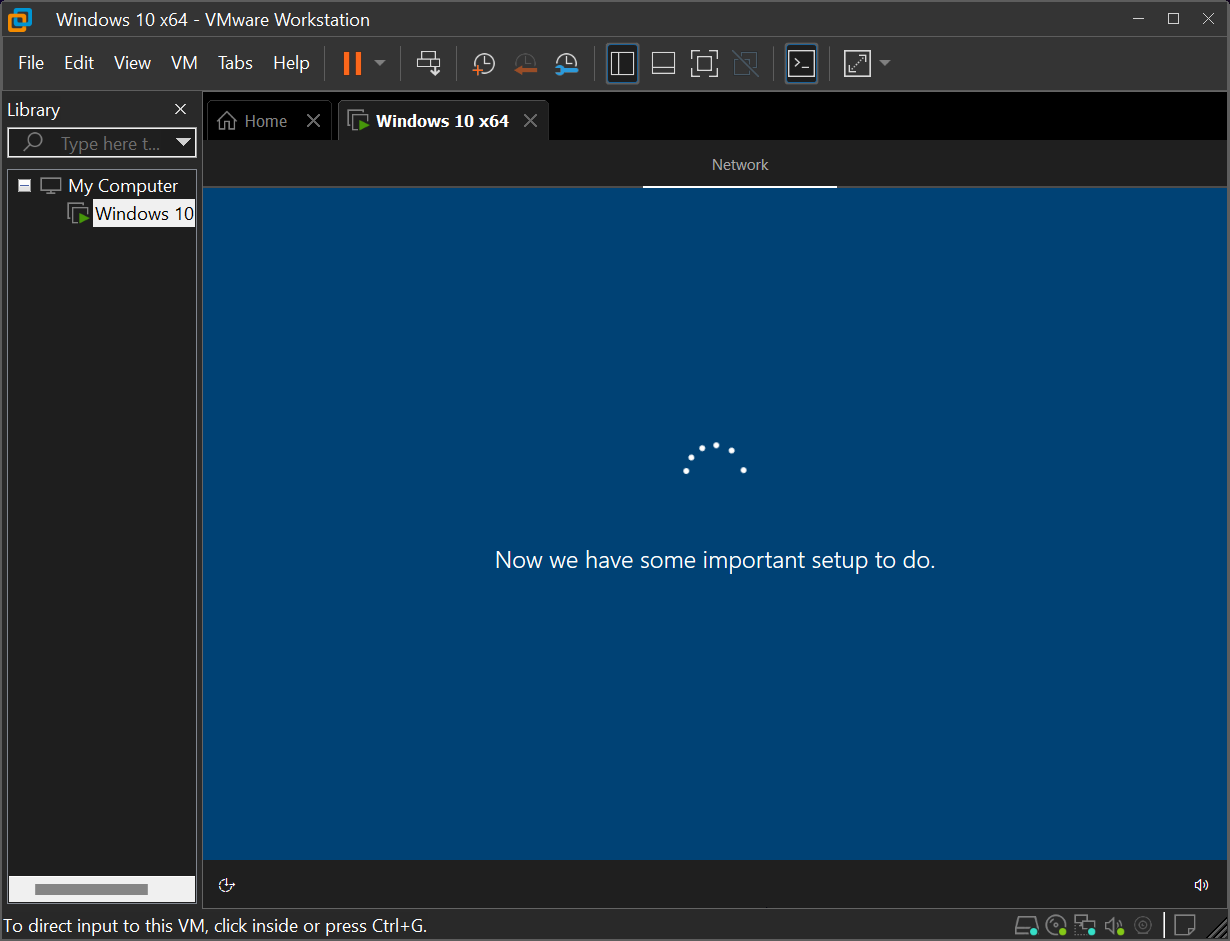 Windows 10 x64 - VMware Workstation
File Edit View VM Tabs Help
Library
Type here t...
My Computer
Windows 10
Home
Windows 10 x64
Network
Now we have some important setup to do.
To direct input to this VM, click inside or press Ctrl+G.